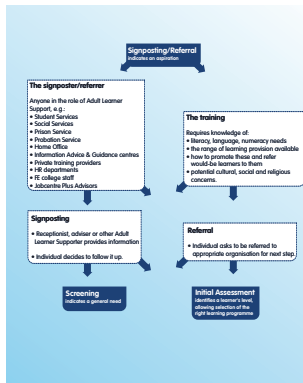 Signposting/Referral
indicates an aspiration
The signposter/referrer
Anyone in the role of Adult Learner
Support, e.g.:
• Student Services
• Social Services
• Prison Service
• Probation Service
• Home Office
• Information Advice & Guidance centres
• Private training providers
• HR departments
• FE college staff
• Jobcentre Plus Advisors
The training
Requires knowledge of:
• literacy, language, numeracy needs
• the range of learning provision available
• how to promote these and refer
would-be learners to them
• potential cultural, social and religious
concerns.
Signposting
• Receptionist, adviser or other Adult
Learner Supporter provides information
• Individual decides to follow it up.
Referral
• Individual asks to be referred to
appropriate organisation for next step.
Screening
indicates a general need
Initial Assessment
identifies a learner's level,
allowing selection of the
right learning programme